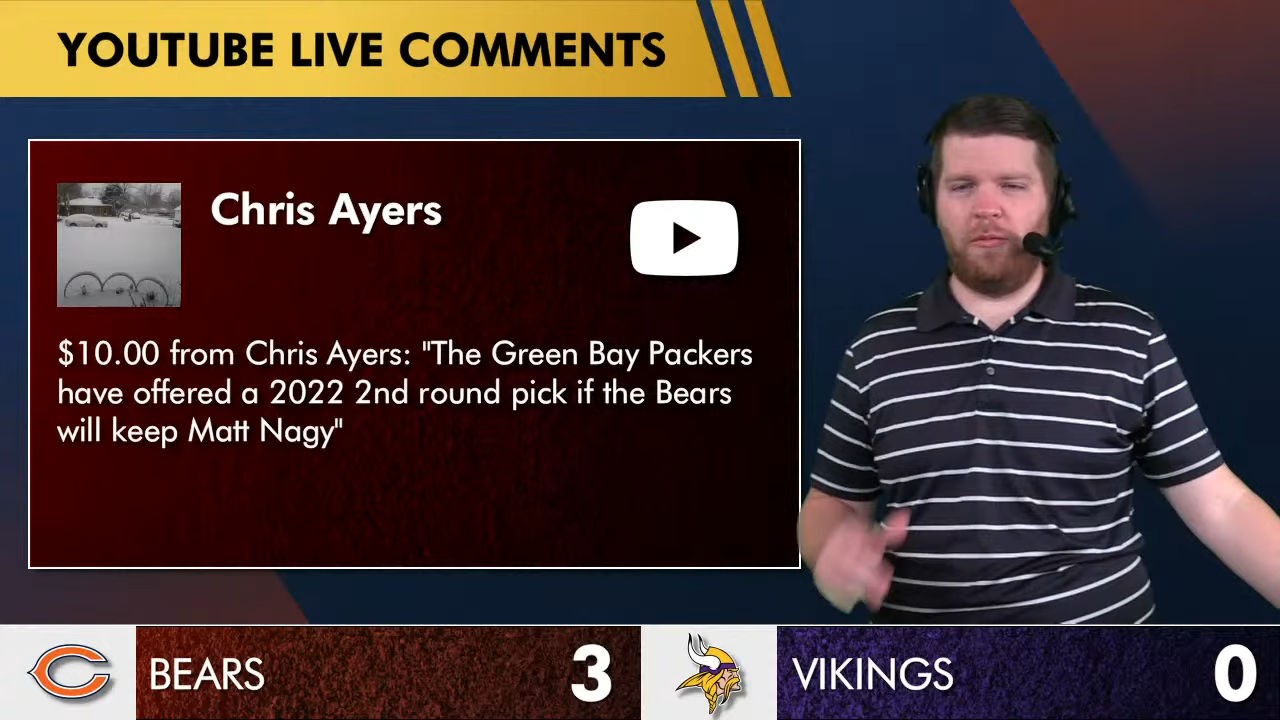 YOUTUBE LIVE COMMENTS
Chris Ayers
$10.00 from Chris Ayers: "The Green Bay Packers
have offered a 2022 2nd round pick if the Bears
will keep Matt Nagy"
BEARS 3 VIKINGS 0